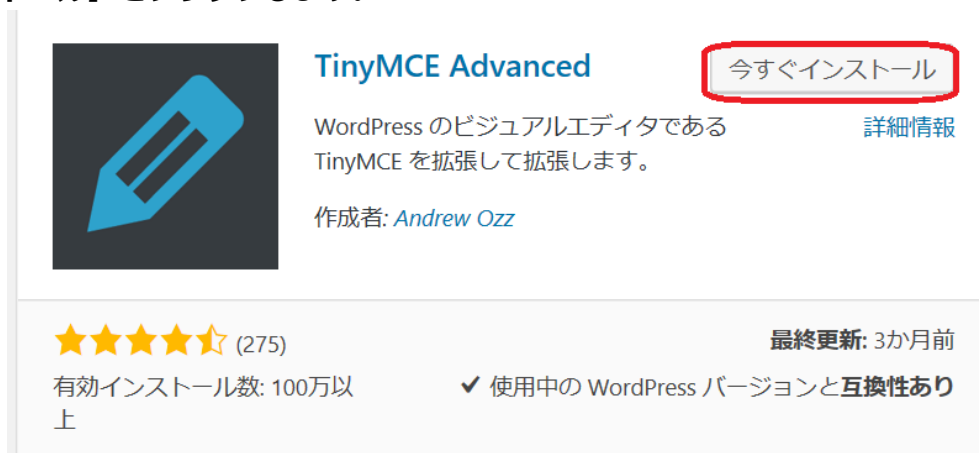 TinyMCE Advanced
今すぐインストール
WordPress のビジュアルエディタである
詳細情報
TinyMCE を拡張して拡張します。
作成者: Andrew Ozz
(275)
最終更新: 3か月前
有効インストール数: 100万以
上
✔ 使用中の WordPress バージョンと互換性あり